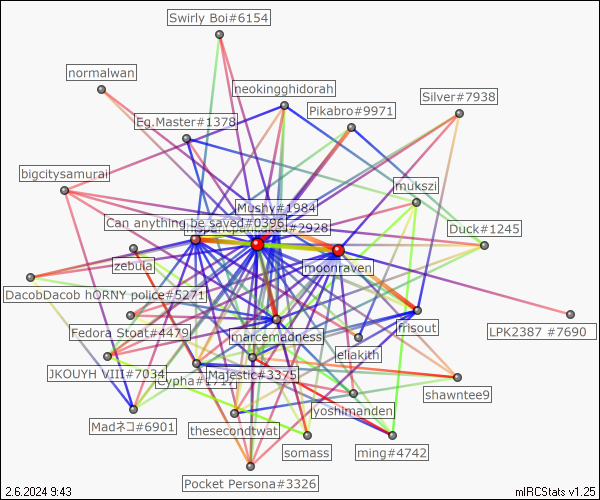 Swirly Boi#6154
normalwan
neokingghidorah
Silver#7938
Pikabro#9971
Eg.Master#1378
bigcitysamurai
mukszi
Mushy#1984
Can anything be saved#0396
#2928
Duck#1245
zebula
moonraven
DacobDacob hORNY police#5271
Fedora Stoat#4479
frisout
LPK2387 #7690
marcemadness
eliakith
JKOUYH VIII#7034
Majestic#3375
shawntee9
yoshimanden
Madネコ#6901
thesecondtwat
somass
ming#4742
Pocket Persona#3326
2.6.2024 9:43
mIRCStats v1.25